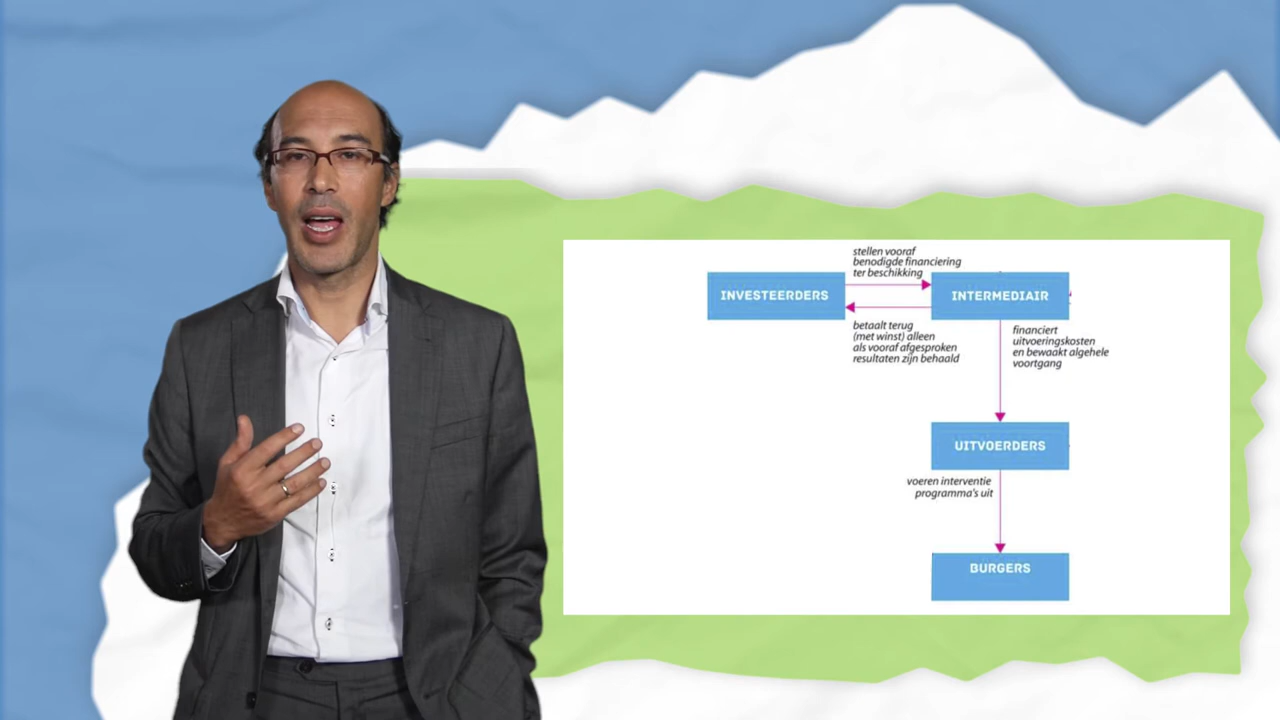 stellen vooraf
benodigde financiering
ter beschikking
INVESTEERDERS
INTERMEDIAIR
betaalt terug
(met winst) alleen
als vooraf afgesproken
resultaten zijn behaald
financiert
uitvoeringskosten
en bewaakt algehele
voortgang
UITVOERDERS
voeren interventie
programma's uit
BURGERS